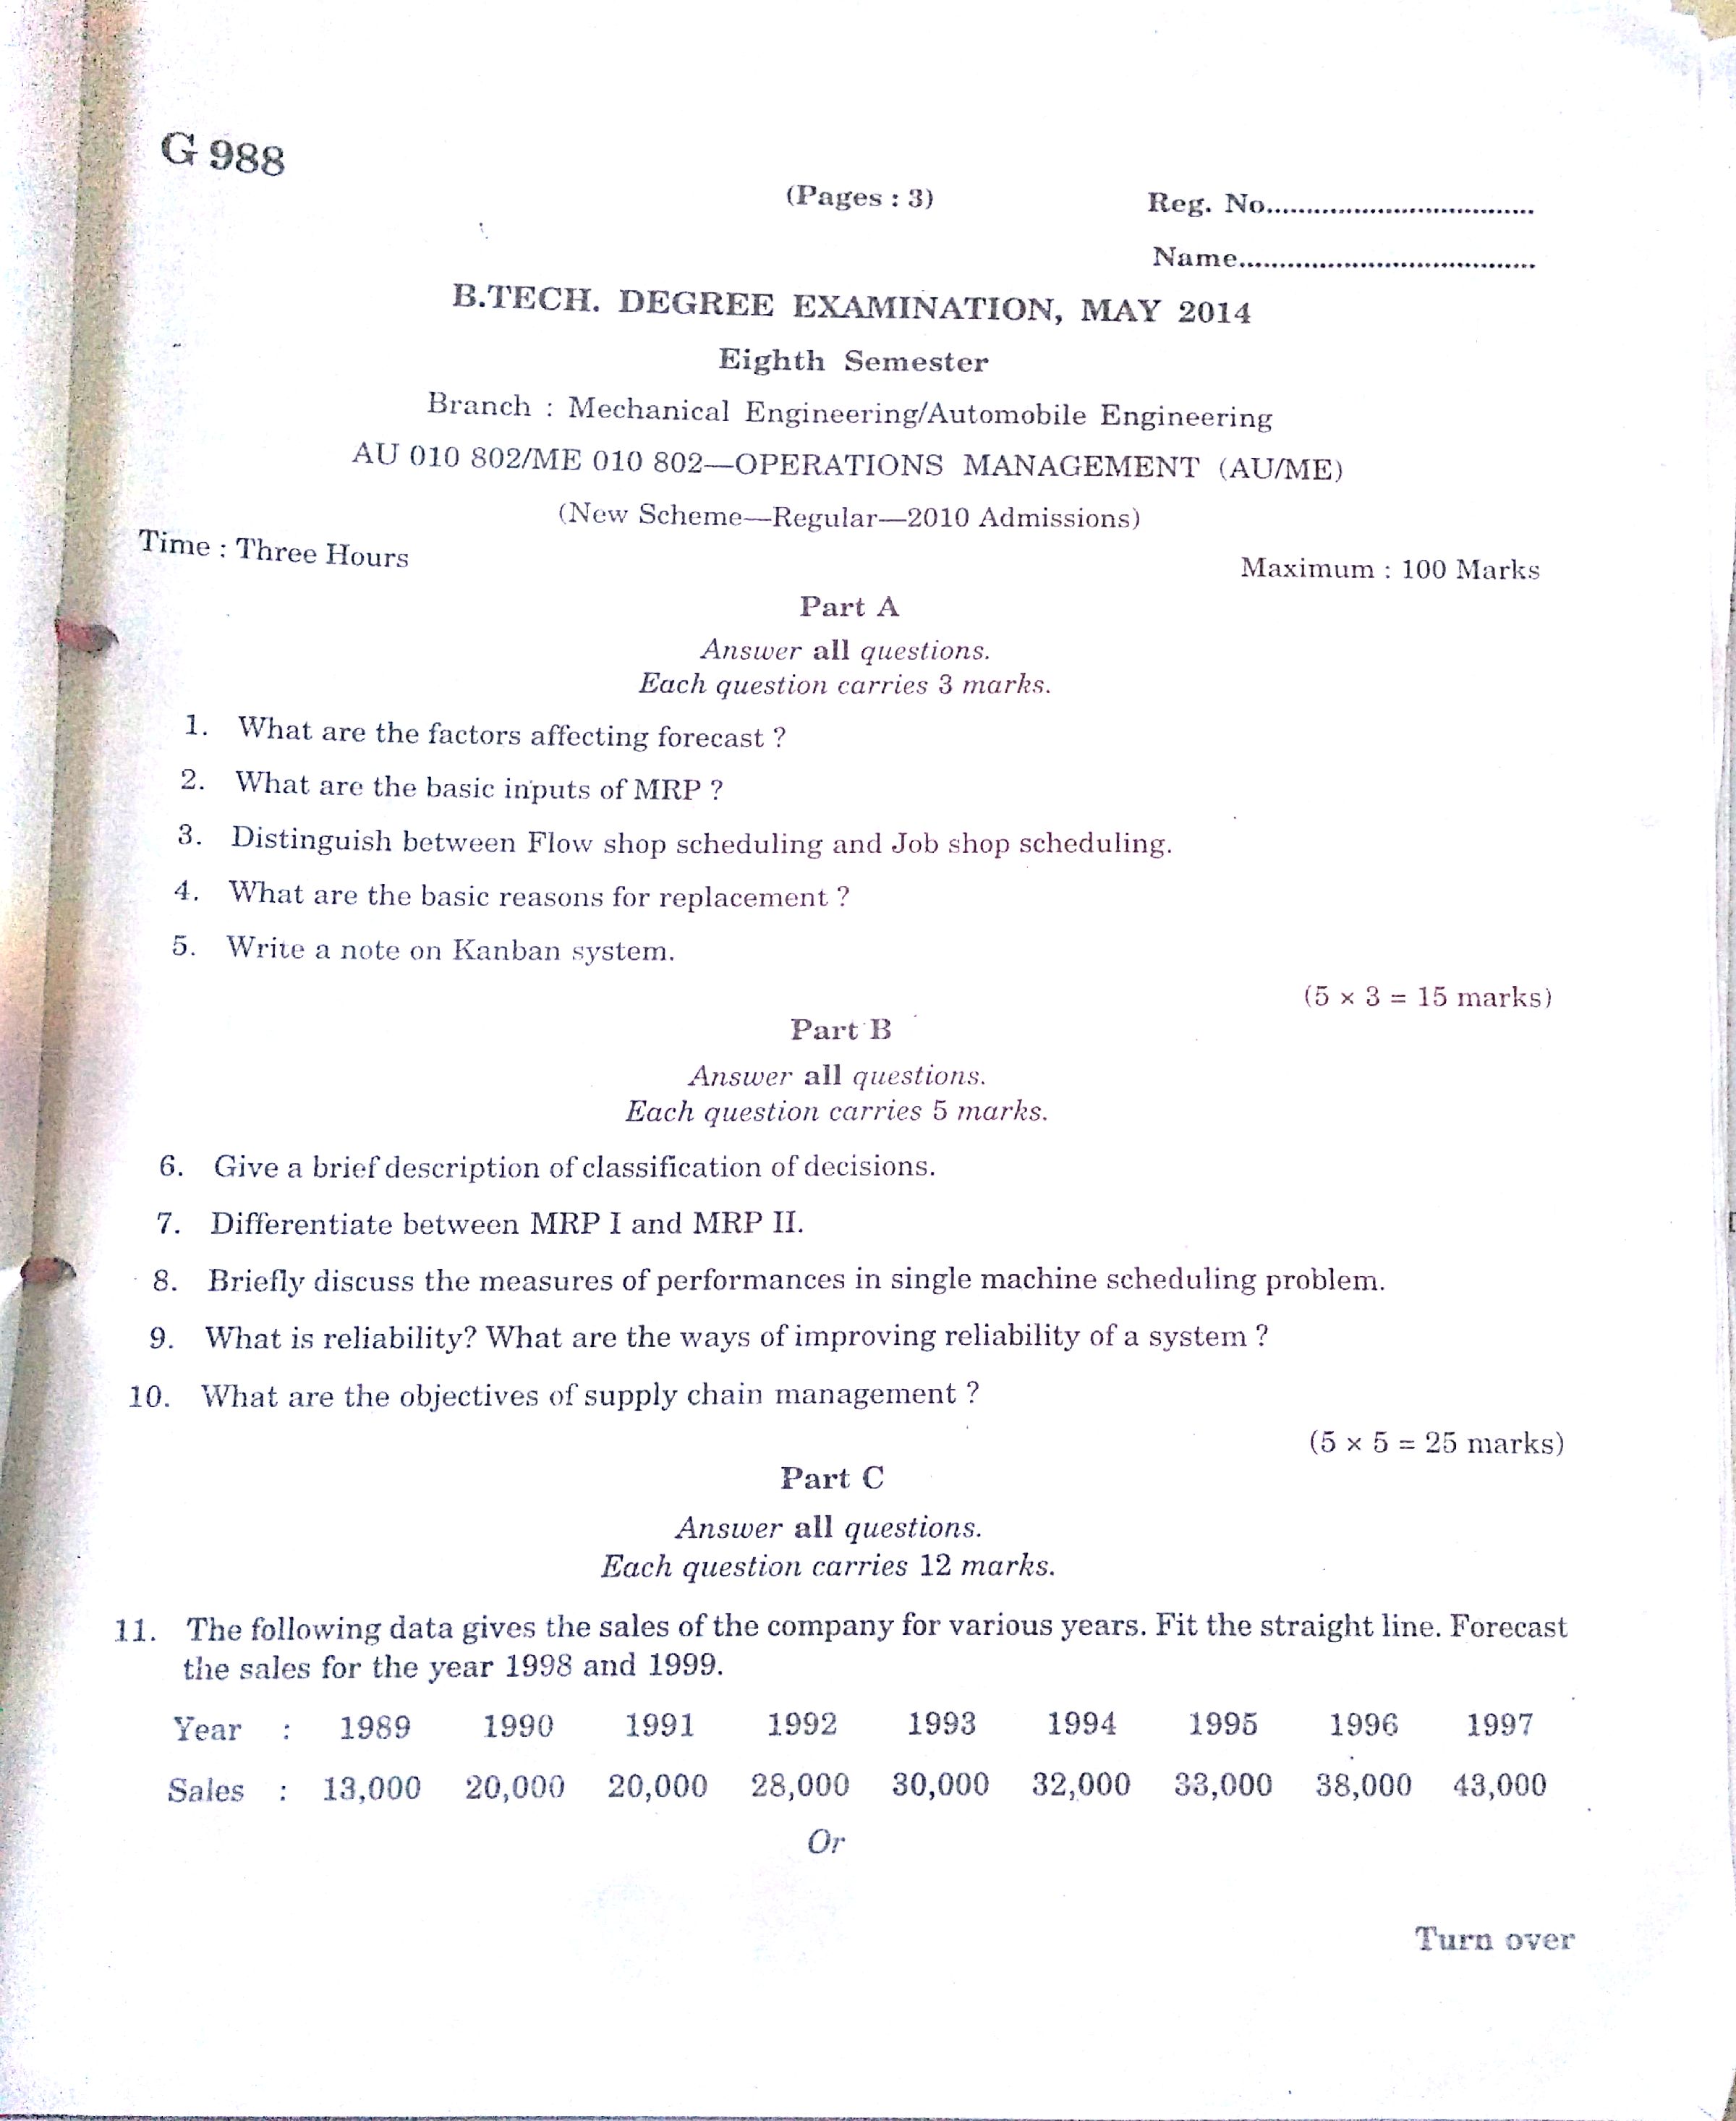 G 988
(Pages : 3)
Reg. No..................................
Name.....................................
B.TECH. DEGREE EXAMINATION, MAY 2014
Eighth Semester
Branch : Mechanical Engineering/Automobile Engineering
AU 010 802/ME 010 802—OPERATIONS MANAGEMENT (AU/ME)
(New Scheme—Regular—2010 Admissions)
Time : Three Hours
Maximum : 100 Marks
Part A
Answer all questions.
Each question carries 3 marks.
1. What are the factors affecting forecast ?
2. What are the basic inputs of MRP ?
3. Distinguish between Flow shop scheduling and Job shop scheduling.
4. What are the basic reasons for replacement ?
5. Write a note on Kanban system.
(5 × 3 = 15 marks)
Part B
Answer all questions.
Each question carries 5 marks.
6. Give a brief description of classification of decisions.
7. Differentiate between MRP I and MRP II.
8. Briefly discuss the measures of performances in single machine scheduling problem.
9. What is reliability? What are the ways of improving reliability of a system ?
10. What are the objectives of supply chain management ?
(5 × 5 = 25 marks)
Part C
Answer all questions.
Each question carries 12 marks.
11. The following data gives the sales of the company for various years. Fit the straight line. Forecast
the sales for the year 1998 and 1999.
Year : 1989 1990 1991 1992 1993 1994 1995 1996 1997
Sales : 13,000 20,000 20,000 28,000 30,000 32,000 33,000 38,000 43,000
Or
Turn over